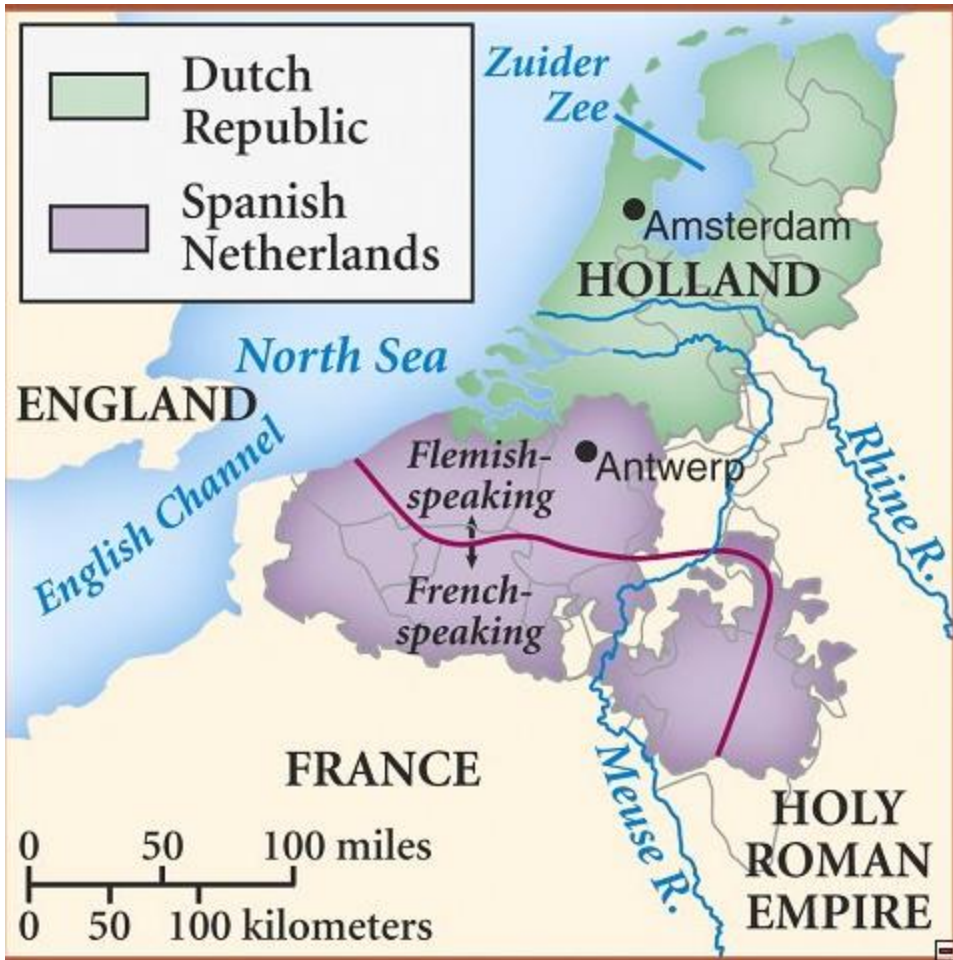 Dutch
Republic
Spanish
Netherlands
Zuider
Zee
Amsterdam
HOLLAND
North Sea
ENGLAND
English Channel
Flemish-
speaking
Antwerp
French-
speaking
Rhine R.
FRANCE
Meuse R.
HOLY
ROMAN
EMPIRE
0 50 100 miles
0 50 100 kilometers